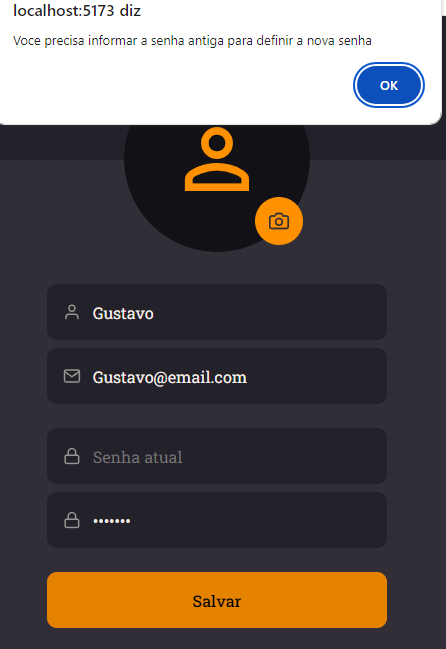 localhost:5173 diz
Voce precisa informar a senha antiga para definir a nova senha
OK
Gustavo
Gustavo@email.com
Senha atual
•••••••
Salvar